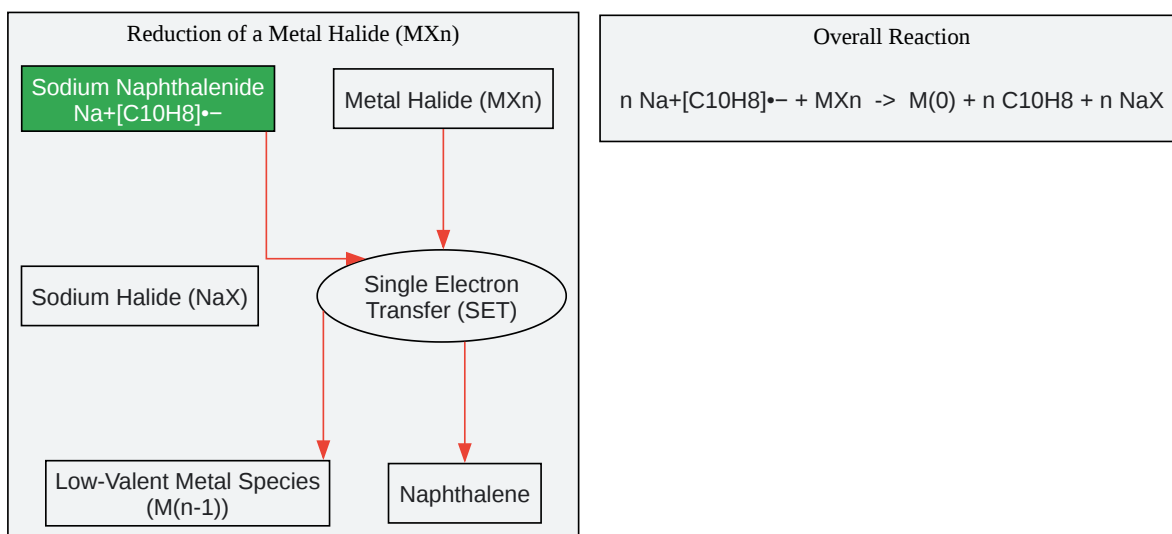 Reduction of a Metal Halide (MXn)
Sodium Naphthalenide
Na+[C10H8]•−
Metal Halide (MXn)
Sodium Halide (NaX)
Single Electron
Transfer (SET)
Low-Valent Metal Species
(M(n-1))
Naphthalene
Overall Reaction
n Na+[C10H8]•− + MXn -> M(0) + n C10H8 + n NaX